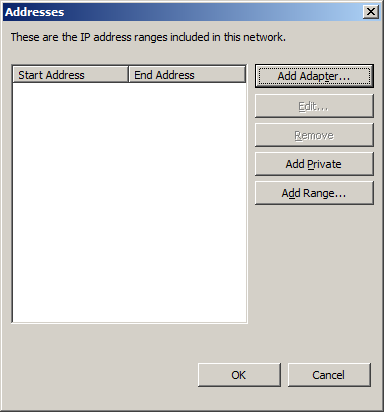 Addresses
These are the IP address ranges included in this network.
Start Address End Address
Add Adapter...
Edit...
Remove
Add Private
Add Range...
OK Cancel